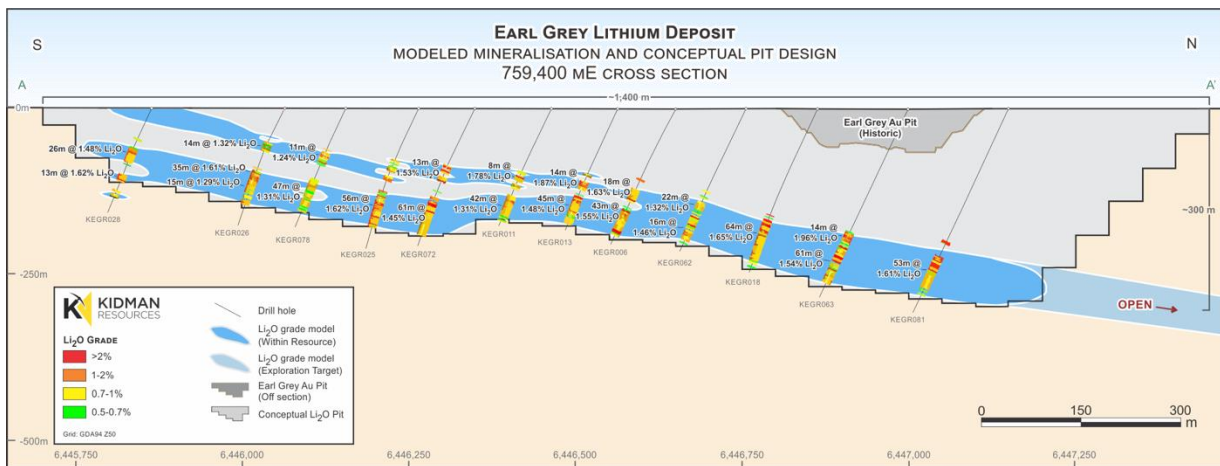 EARL GREY LITHIUM DEPOSIT
MODELED MINERALISATION AND CONCEPTUAL PIT DESIGN
759,400 ME CROSS SECTION
S
N
A
A'
~1,400 m
0m
-250m
-500m
-300m
Earl Grey Au Pit
(Historic)
26m @ 1.48% Li2O
13m @ 1.62% Li2O
14m @ 1.32% Li2O
35m @ 1.61% Li2O
15m @ 1.29% Li2O
11m @
1.24% Li2O
47m @
1.31% Li2O
13m @
1.53% Li2O
56m @
1.62% Li2O
61m @
1.45% Li2O
8m @
1.78% Li2O
42m @
1.31% Li2O
14m @
1.87% Li2O
45m @
1.48% Li2O
18m @
1.63% Li2O
43m @
1.55% Li2O
22m @
1.32% Li2O
16m @
1.46% Li2O
64m @
1.65% Li2O
14m @
1.96% Li2O
61m @
1.54% Li2O
53m @
1.61% Li2O
KEGR028
KEGR026
KEGR078
KEGR025
KEGR072
KEGR011
KEGR013
KEGR006
KEGR062
KEGR018
KEGR063
KEGR081
OPEN
KIDMAN
RESOURCES
Li2O GRADE
>2%
1-2%
0.7-1%
0.5-0.7%
Grid: GDA94 Z50
Drill hole
Li2O grade model
(Within Resource)
Li2O grade model
(Exploration Target)
Earl Grey Au Pit
(Off section)
Conceptual Li2O Pit
0 150 300
m
6,445,750 6,446,000 6,446,250 6,446,500 6,446,750 6,447,000 6,447,250